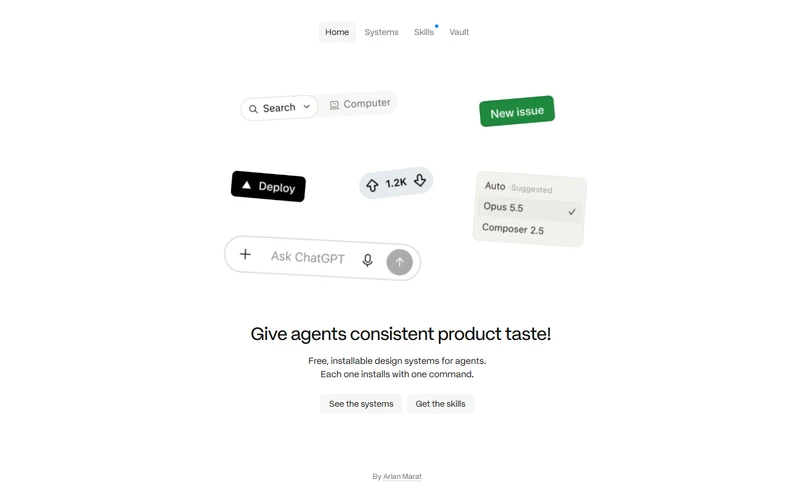 Home Systems Skills Vault
Search Computer
New issue
Deploy
1.2K
Auto Suggested
Opus 5.5
Composer 2.5
Ask ChatGPT
Give agents consistent product taste!
Free, installable design systems for agents.
Each one installs with one command.
See the systems Get the skills
By Arlan Marat